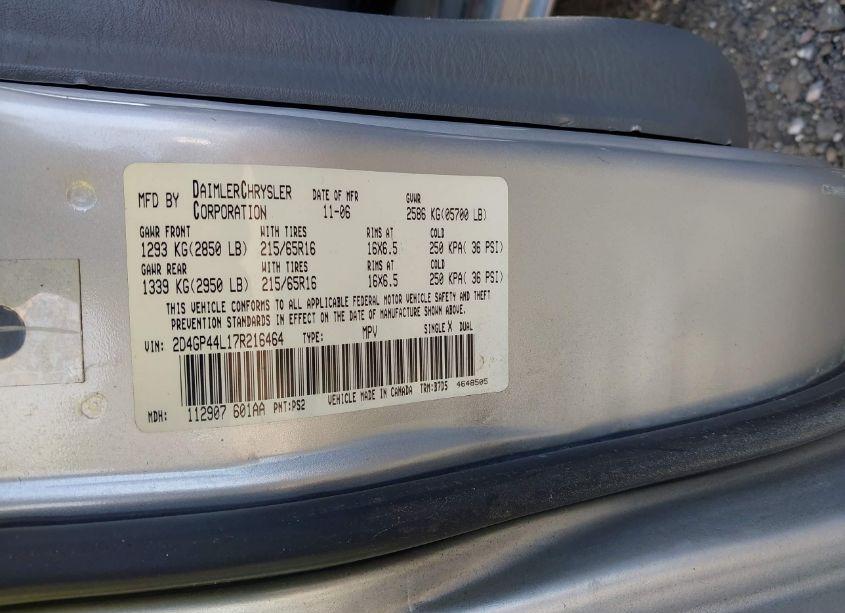 MFD BY DAIMLERCHRYSLER CORPORATION DATE OF MFR 11-06 GVWR 2586 KG(05700 LB)
GAWR FRONT WITH TIRES RIMS AT COLD
1293 KG(2850 LB) 215/65R16 16X6.5 250 KPA( 36 PSI)
GAWR REAR WITH TIRES RIMS AT COLD
1339 KG(2950 LB) 215/65R16 16X6.5 250 KPA( 36 PSI)
THIS VEHICLE CONFORMS TO ALL APPLICABLE FEDERAL MOTOR VEHICLE SAFETY AND THEFT
PREVENTION STANDARDS IN EFFECT ON THE DATE OF MANUFACTURE SHOWN ABOVE.
VIN: 2D4GP44L17R216464 TYPE: MPV SINGLE X DUAL
MDH: 112907 601AA PNT:PS2 VEHICLE MADE IN CANADA TRM:B7D5 4648505